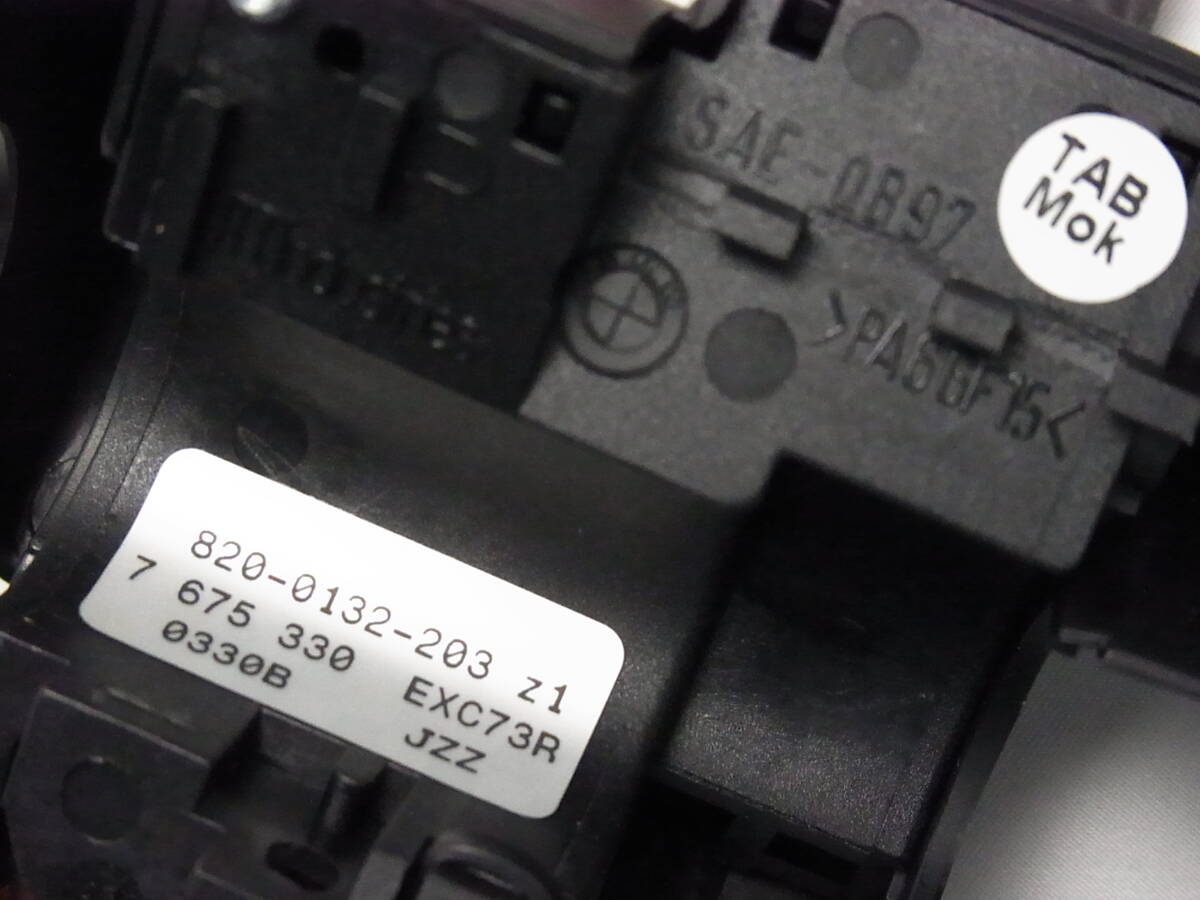 SAE-0B97
TAB
Mok
>PA6GF15<
820-0132-203 z1
7 675 330 EXC73R
0330B JZZ